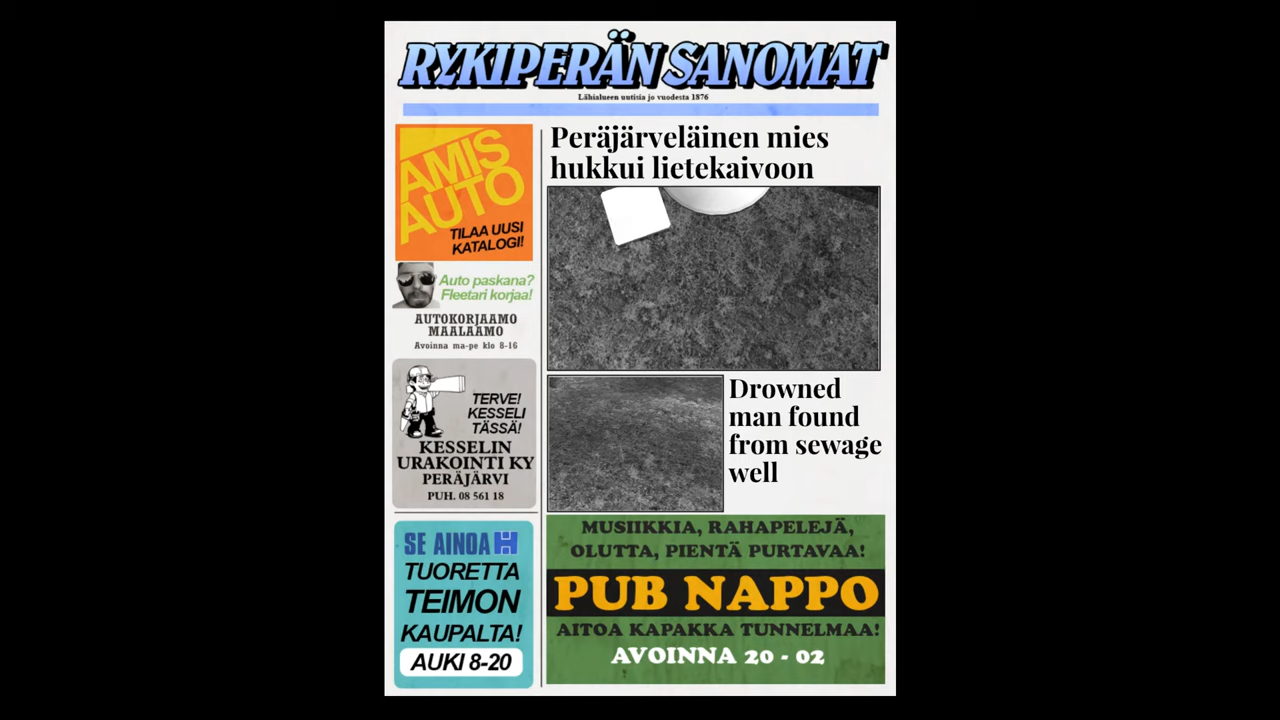 RYKIPERÄN SANOMAT
Lähialueen uutisia jo vuodesta 1876
AMIS
AUTO
TILAA UUSI
KATALOGI!
Auto paskana?
Fleetari korjaa!
AUTOKORJAAMO
MAALAAMO
Avoinna ma-pe klo 8-16
TERVE!
KESSELI
TÄSSÄ!
KESSELIN
URAKOINTI KY
PERÄJÄRVI
PUH. 08 561 18
SE AINOA H
TUORETTA
TEIMON
KAUPALTA!
AUKI 8-20
Peräjärveläinen mies
hukkui lietekaivoon
Drowned
man found
from sewage
well
MUSIIKKIA, RAHAPELEJÄ,
OLUTTA, PIENTÄ PURTAVAA!
PUB NAPPO
AITOA KAPAKKA TUNNELMAA!
AVOINNA 20 - 02